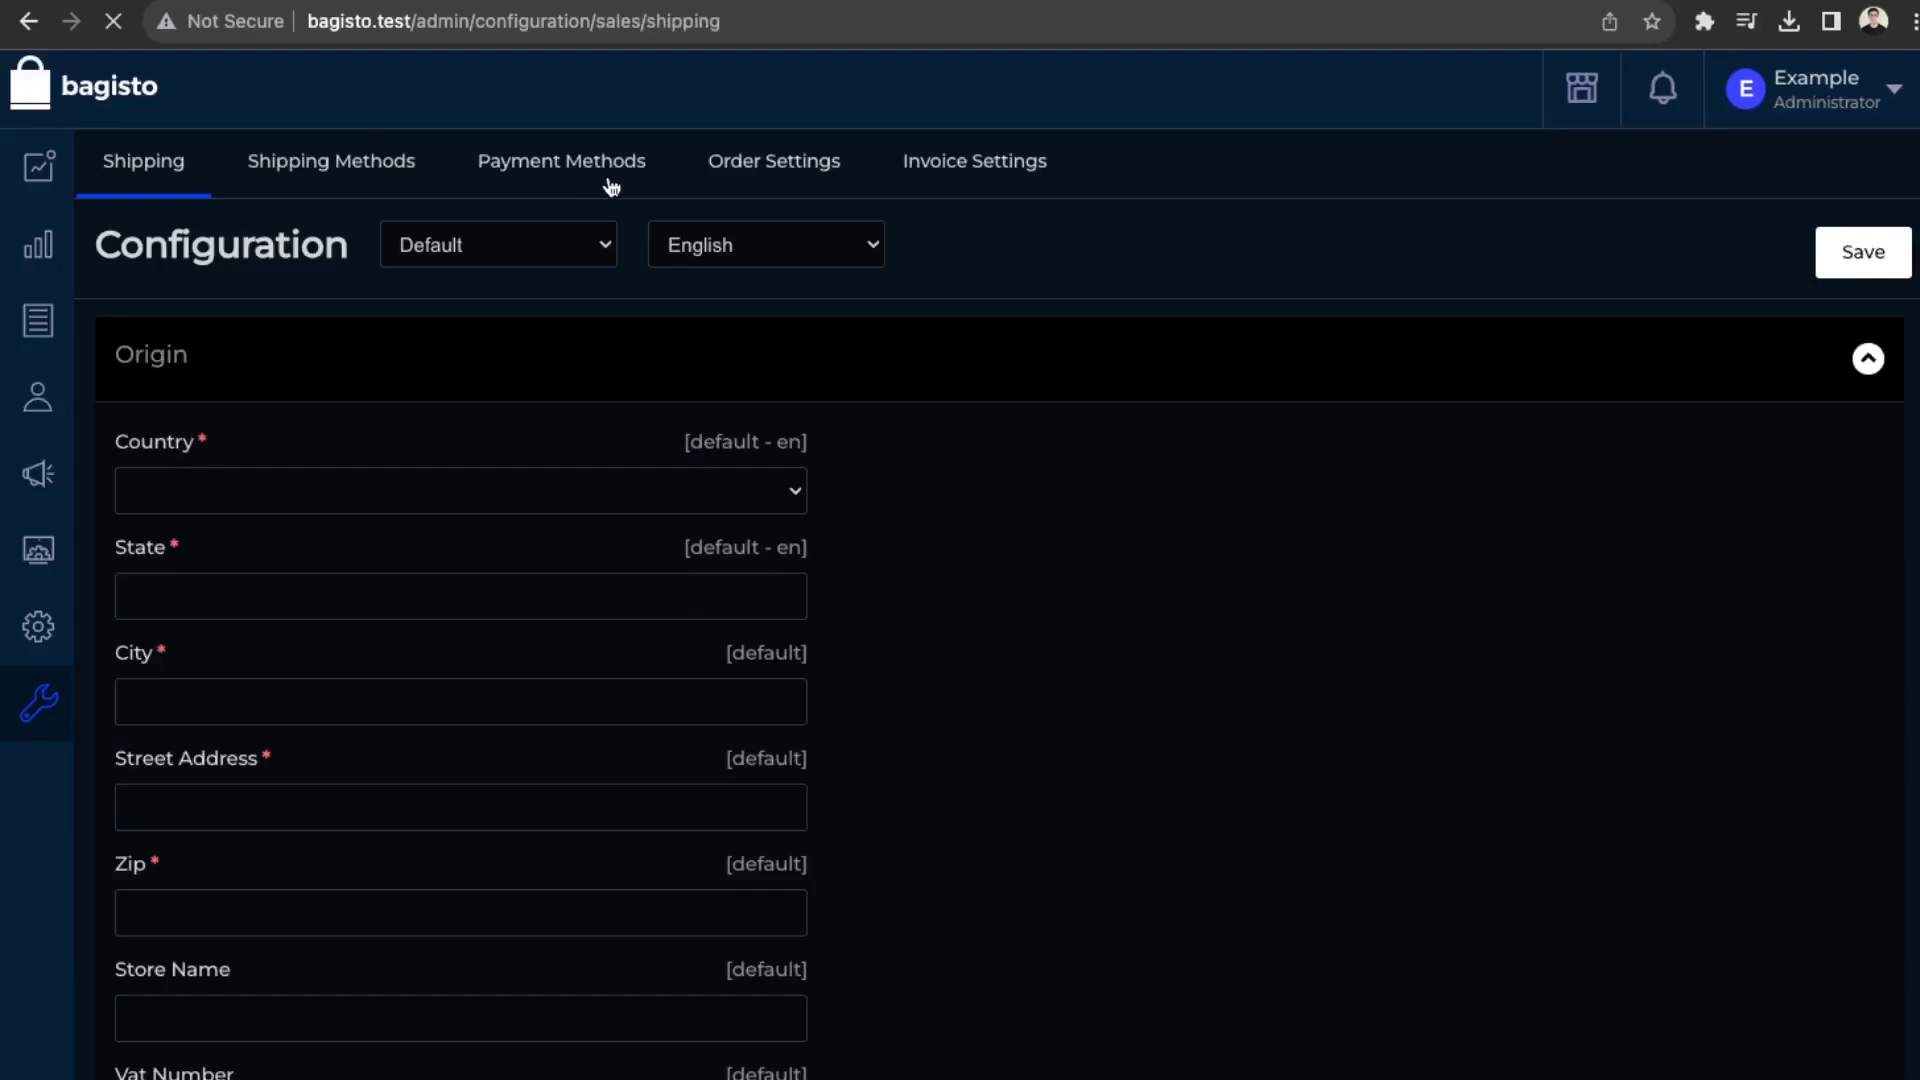 Not Secure bagisto.test/admin/configuration/sales/shipping
bagisto
E Example
Administrator
Shipping Shipping Methods Payment Methods Order Settings Invoice Settings
Configuration Default English Save
Origin
Country * [default - en]
State * [default - en]
City * [default]
Street Address * [default]
Zip * [default]
Store Name [default]
Vat Number [default]